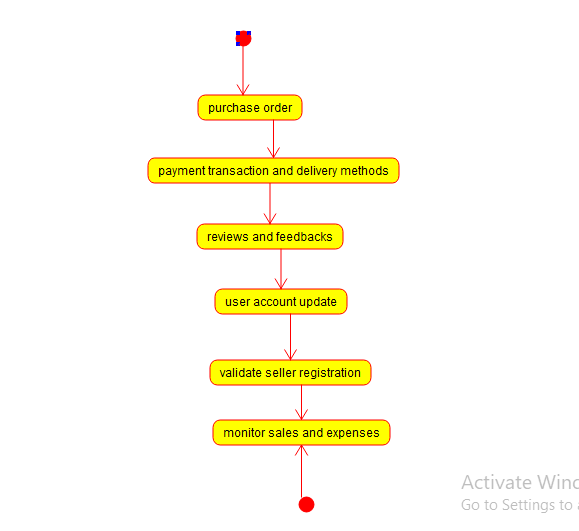 purchase order
payment transaction and delivery methods
reviews and feedbacks
user account update
validate seller registration
monitor sales and expenses
Activate Wind
Go to Settings to